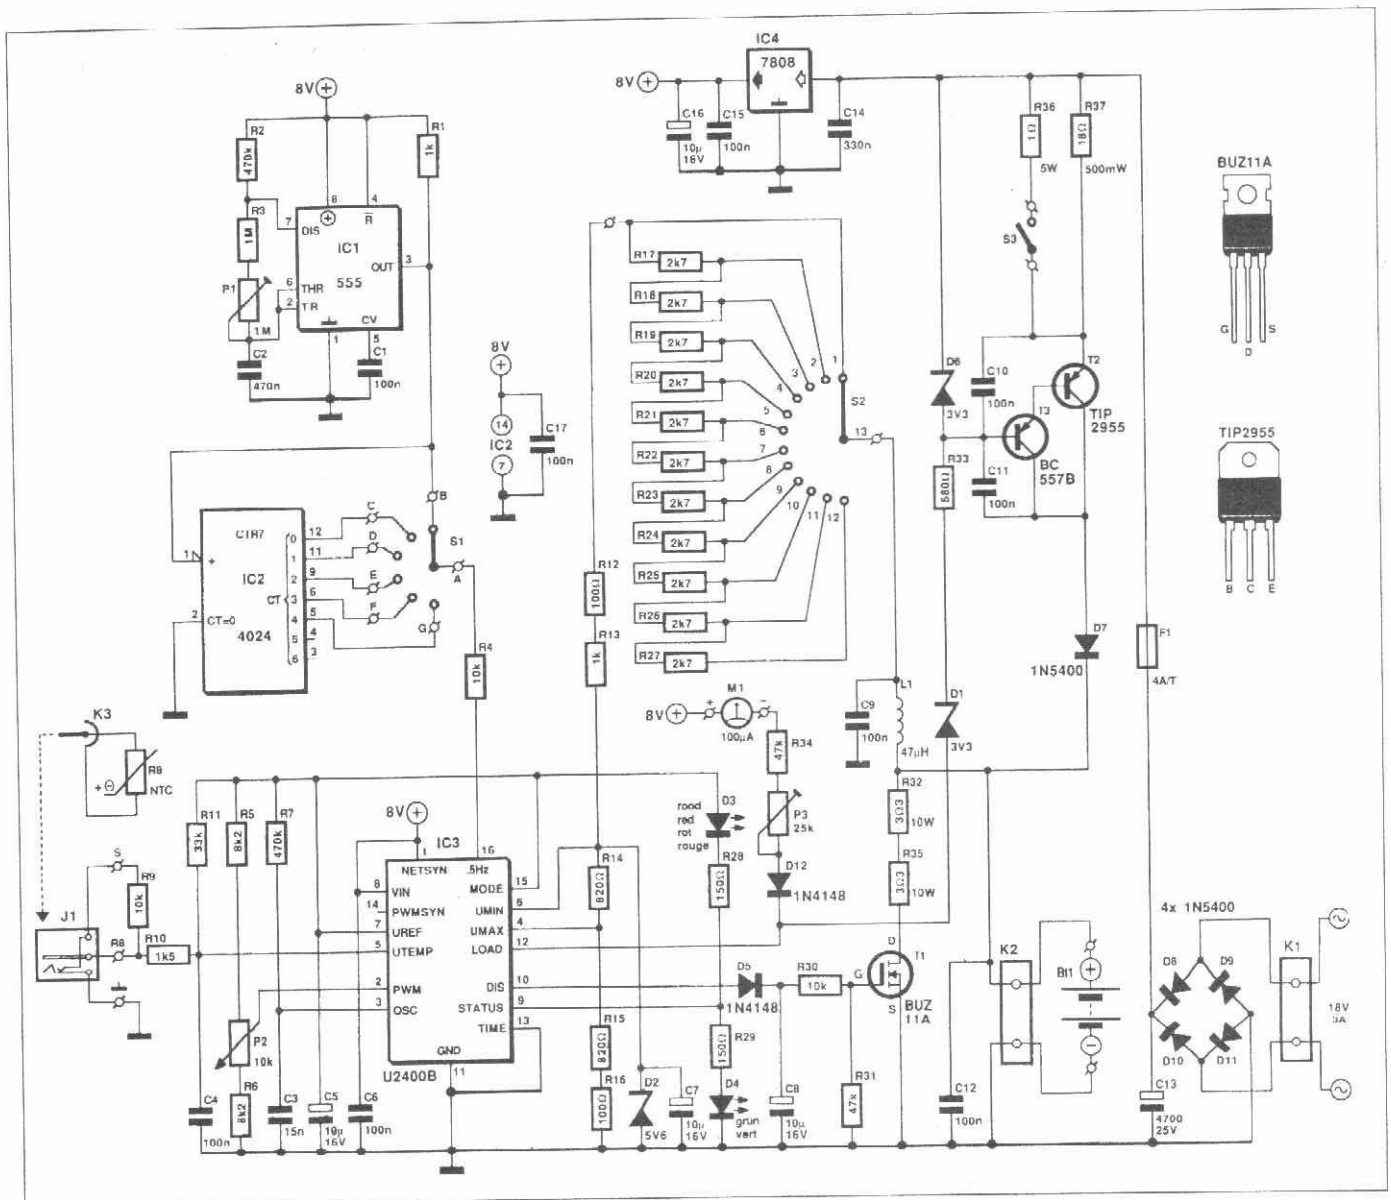 IC4
7808
8V
C16
10µ
16V
C15
100n
C14
330n
R36
1Ω
5W
R37
18Ω
500mW
BUZ11A
G
D
S
8V
R2
470k
R1
1k
R3
1M
P1
1M
C2
470n
7
DIS
8
4
R
IC1
555
OUT
3
6
THR
2
TR
CV
1
5
C1
100n
R17
2k7
R18
2k7
R19
2k7
R20
2k7
R21
2k7
R22
2k7
R23
2k7
R24
2k7
R25
2k7
R26
2k7
R27
2k7
1
2
3
4
5
6
7
8
9
10
11
12
13
S2
S3
D6
3V3
C10
100n
T3
BC
557B
T2
TIP
2955
R33
680Ω
C11
100n
TIP2955
B
C
E
8V
14
IC2
7
C17
100n
CTR7
IC2
4024
1
+
2
CT=0
CT
0
1
2
3
4
5
6
12
11
9
6
5
4
3
B
C
D
E
F
G
S1
A
R4
10k
R12
100Ω
R13
1k
D7
1N5400
F1
4A/T
M1
8V
+
–
100µA
R34
47k
P3
25k
D12
1N4148
C9
100n
L1
47µH
D1
3V3
R32
3Ω3
10W
R35
3Ω3
10W
K3
R8
NTC
+
R11
33k
R5
8k2
R7
470k
8V
IC3
D3
rood
red
rot
rouge
R28
150Ω
R14
820Ω
S
R9
10k
J1
R8
R10
1k5
1
NETSYN
16
.5Hz
8
VIN
14
PWMSYN
7
UREF
5
UTEMP
2
PWM
3
OSC
MODE
15
UMIN
6
UMAX
4
LOAD
12
DIS
10
STATUS
9
TIME
13
GND
11
U2400B
D5
1N4148
R30
10k
G
D
S
T1
BUZ
11A
4x 1N5400
K2
Bt1
+
–
D8
D9
D10
D11
K1
18V
3A
P2
10k
R6
8k2
C4
100n
C3
15n
C5
10µ
16V
C6
100n
R15
820Ω
R16
100Ω
D2
5V6
C7
10µ
16V
R29
150Ω
D4
grün
vert
C8
10µ
16V
R31
47k
C12
100n
C13
4700
25V